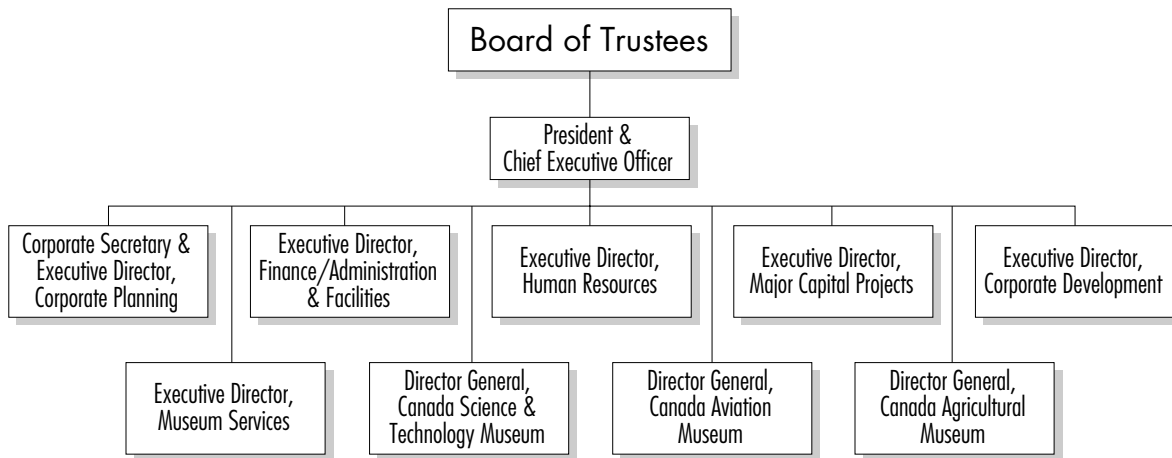 Board of Trustees
President &
Chief Executive Officer
Corporate Secretary &
Executive Director,
Corporate Planning
Executive Director,
Finance/Administration
& Facilities
Executive Director,
Human Resources
Executive Director,
Major Capital Projects
Executive Director,
Corporate Development
Executive Director,
Museum Services
Director General,
Canada Science &
Technology Museum
Director General,
Canada Aviation
Museum
Director General,
Canada Agricultural
Museum